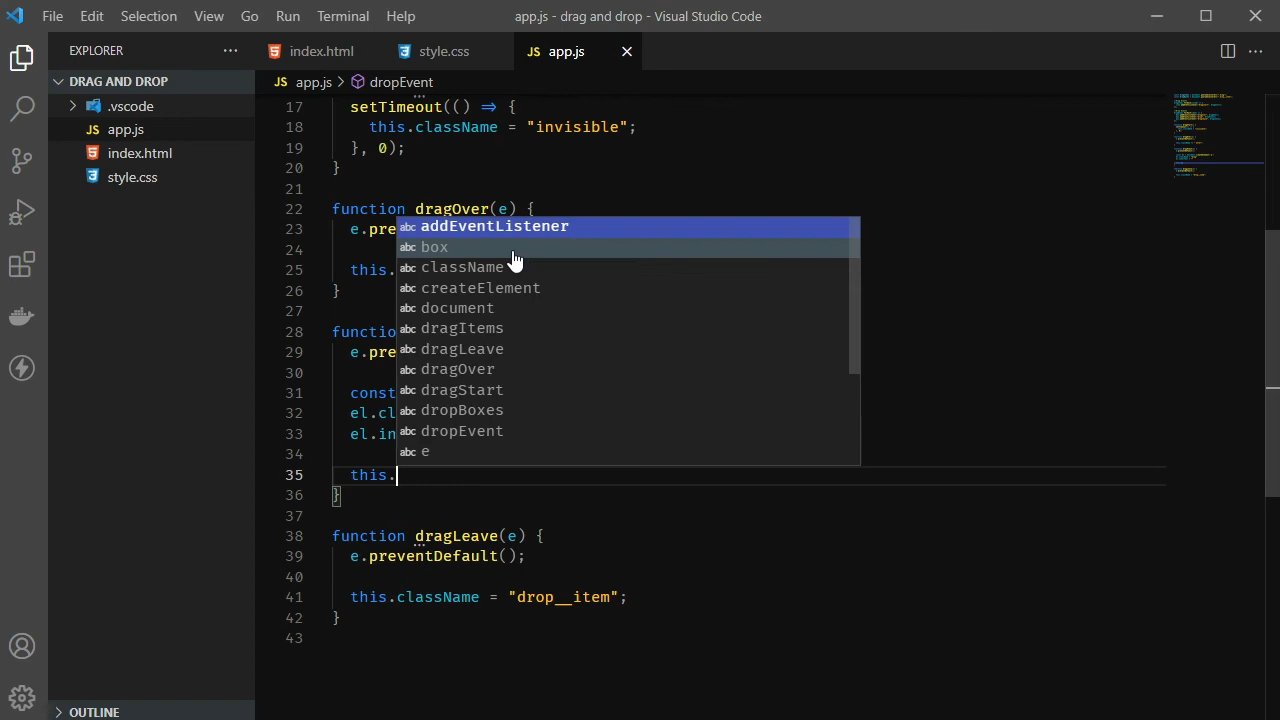 File Edit Selection View Go Run Terminal Help app.js - drag and drop - Visual Studio Code
EXPLORER
index.html
style.css
JS app.js
DRAG AND DROP
.vscode
JS app.js
index.html
style.css
JS app.js > dropEvent
17 setTimeout(() => {
18 this.className = "invisible";
19 }, 0);
20 }
21
22 function dragOver(e) {
23 e.pre
24
25 this.
26 }
27
28 functio
29 e.pre
30
31 const
32 el.cl
33 el.in
34
35 this.
36 }
37
38 function dragLeave(e) {
39 e.preventDefault();
40
41 this.className = "drop__item";
42 }
43
abc addEventListener
abc box
abc className
abc createElement
abc document
abc dragItems
abc dragLeave
abc dragOver
abc dragStart
abc dropBoxes
abc dropEvent
abc e
OUTLINE